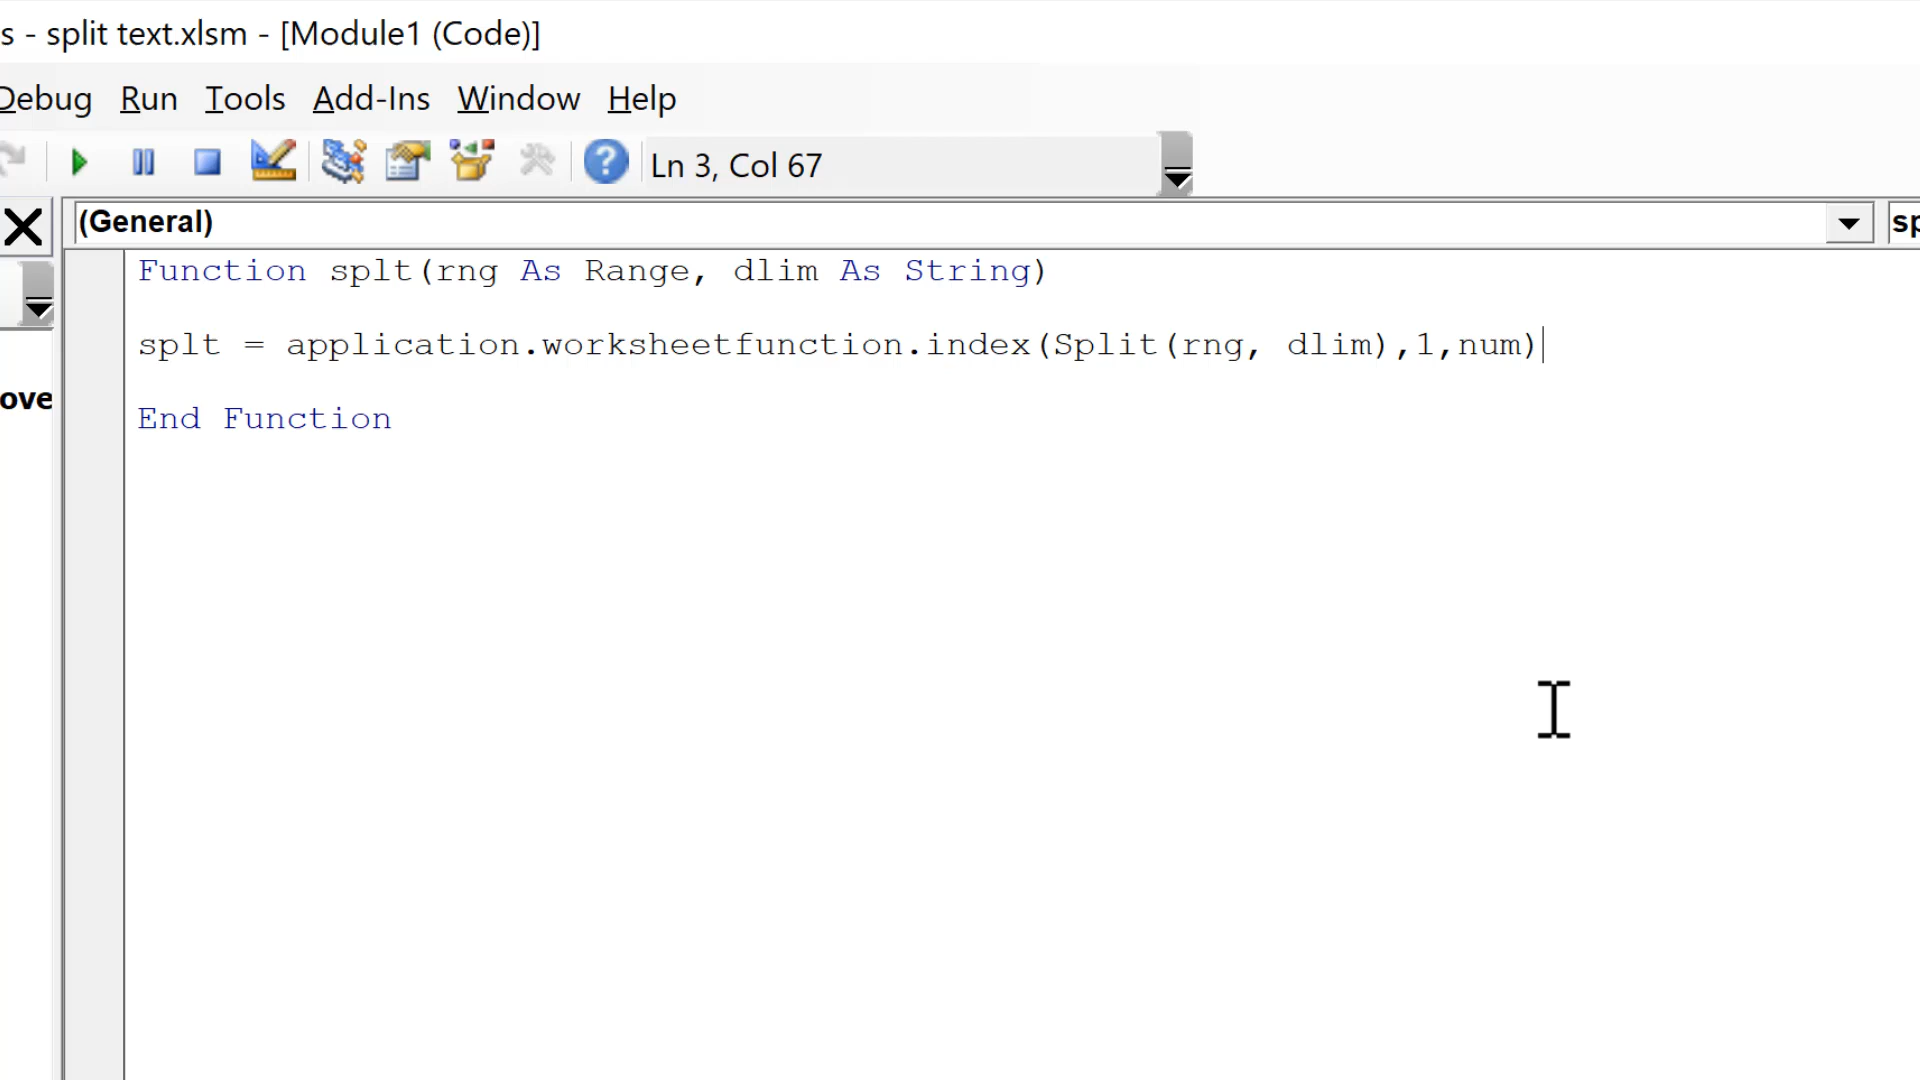 s - split text.xlsm - [Module1 (Code)]
Debug Run Tools Add-Ins Window Help
Ln 3, Col 67
(General)
sp
Function splt(rng As Range, dlim As String)
splt = application.worksheetfunction.index(Split(rng, dlim),1,num)
ove
End Function